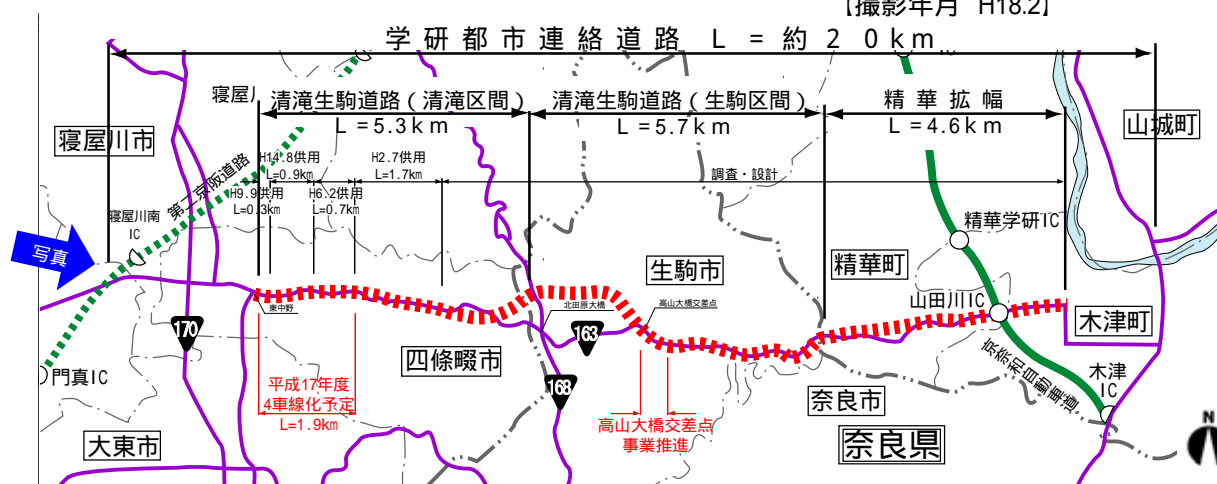 【撮影年月 H18.2】
学研都市連絡道路 L=約20km
寝屋川
清滝生駒道路(清滝区間)
L=5.3km
清滝生駒道路(生駒区間)
L=5.7km
精華拡幅
L=4.6km
山城町
寝屋川市
H14.8供用
L=0.9km
H2.7供用
L=1.7km
H9.9供用
L=0.3km
H6.2供用
L=0.7km
調査・設計
第二京阪道路
寝屋川南
IC
写真
精華学研IC
生駒市
精華町
山田川IC
東中野
北田原大橋
高山大橋交差点
170
163
168
木津町
四條畷市
門真IC
京奈和自動車道
木津
IC
平成17年度
4車線化予定
L=1.9km
高山大橋交差点
事業推進
奈良市
大東市
奈良県
N